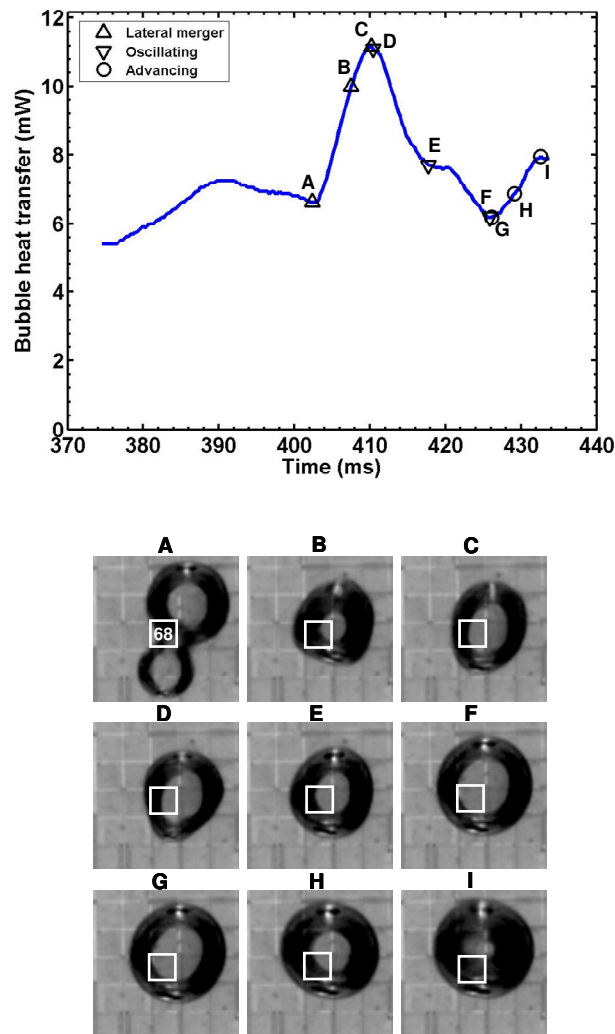 12
10
8
6
4
2
0
Bubble heat transfer (mW)
Lateral merger
Oscillating
Advancing
A
B
C
D
E
F
G
H
I
370
380
390
400
410
420
430
440
Time (ms)
A
B
C
68
D
E
F
G
H
I